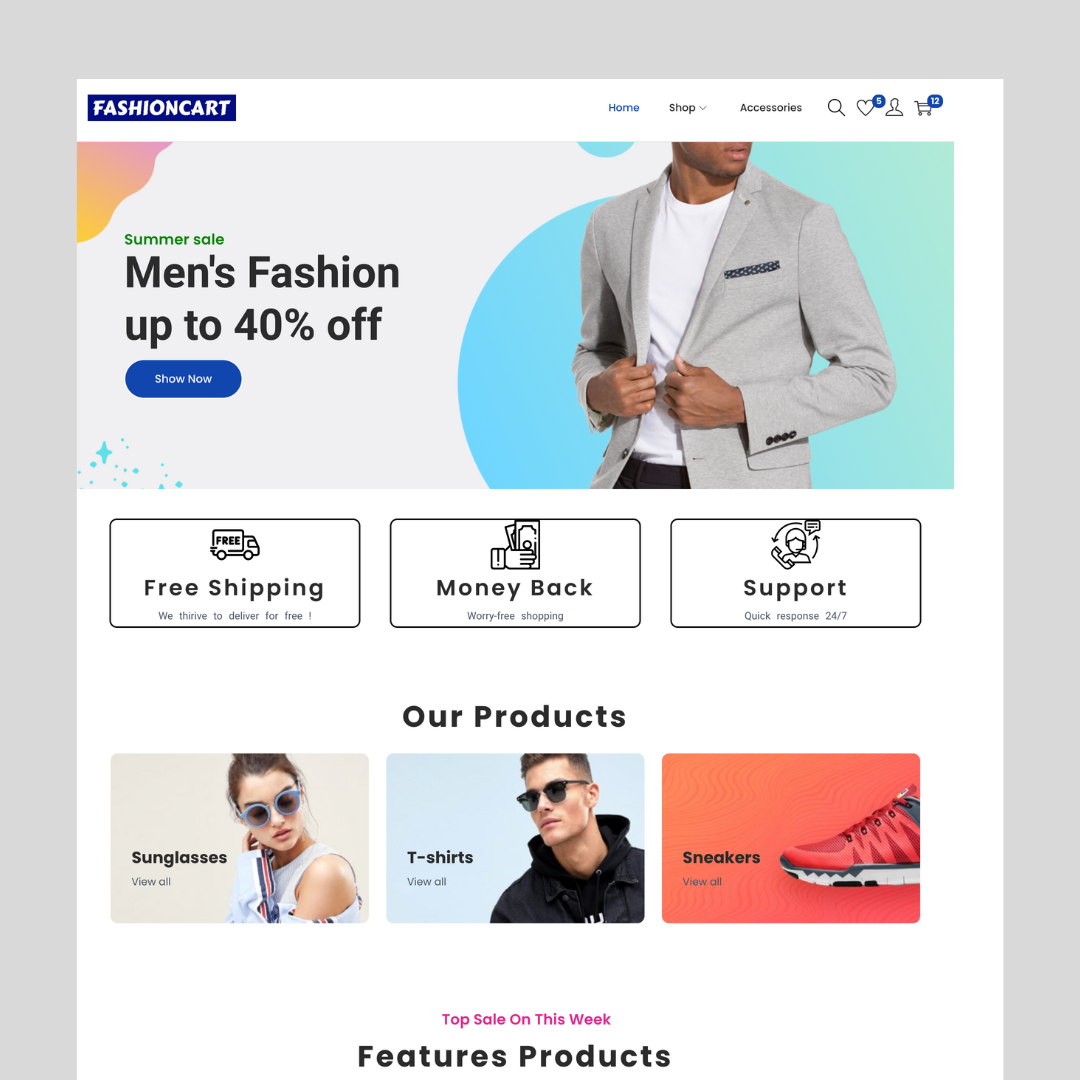 FASHIONCART
Home Shop Accessories 5 12
Summer sale
Men's Fashion
up to 40% off
Show Now
FREE
Free Shipping
We thirive to deliver for free !
Money Back
Worry-free shopping
Support
Quick response 24/7
Our Products
Sunglasses
View all
T-shirts
View all
Sneakers
View all
Top Sale On This Week
Features Products